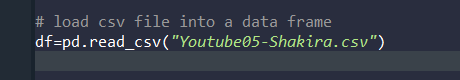 # load csv file into a data frame
df=pd.read_csv("Youtube05-Shakira.csv")